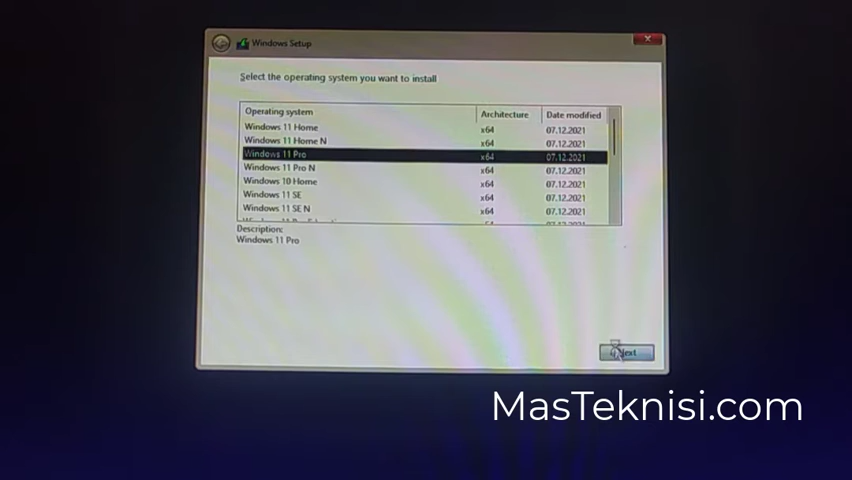 Windows Setup
Select the operating system you want to install
Operating system Architecture Date modified
Windows 11 Home x64 07.12.2021
Windows 11 Home N x64 07.12.2021
Windows 11 Pro x64 07.12.2021
Windows 11 Pro N x64 07.12.2021
Windows 10 Home x64 07.12.2021
Windows 11 SE x64 07.12.2021
Windows 11 SE N x64 07.12.2021
Description:
Windows 11 Pro
Next
MasTeknisi.com